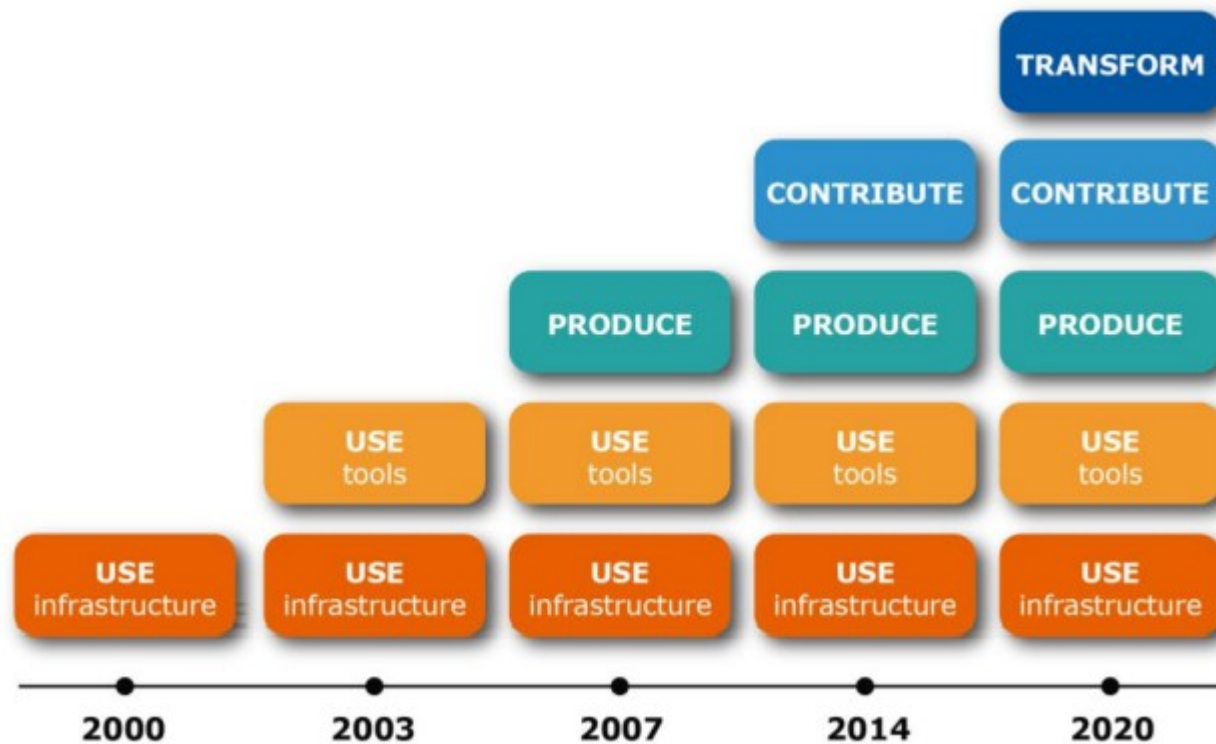 TRANSFORM
CONTRIBUTE CONTRIBUTE
PRODUCE PRODUCE PRODUCE
USE USE USE USE
tools tools tools tools
USE USE USE USE USE
infrastructure infrastructure infrastructure infrastructure infrastructure
2000 2003 2007 2014 2020